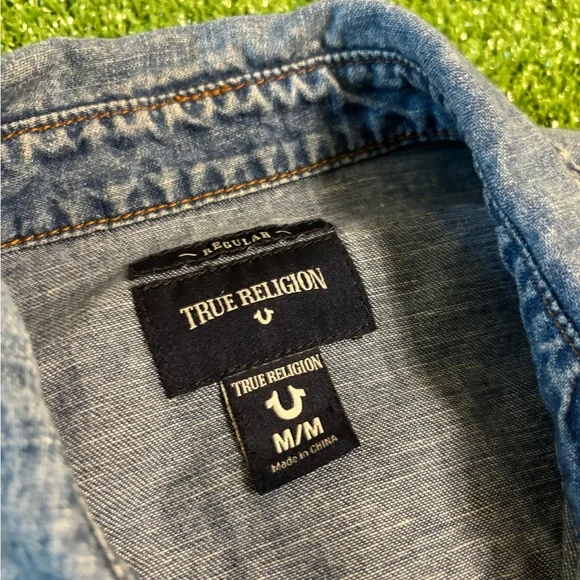 REGULAR
TRUE RELIGION
TRUE RELIGION
M/M
Made in CHINA